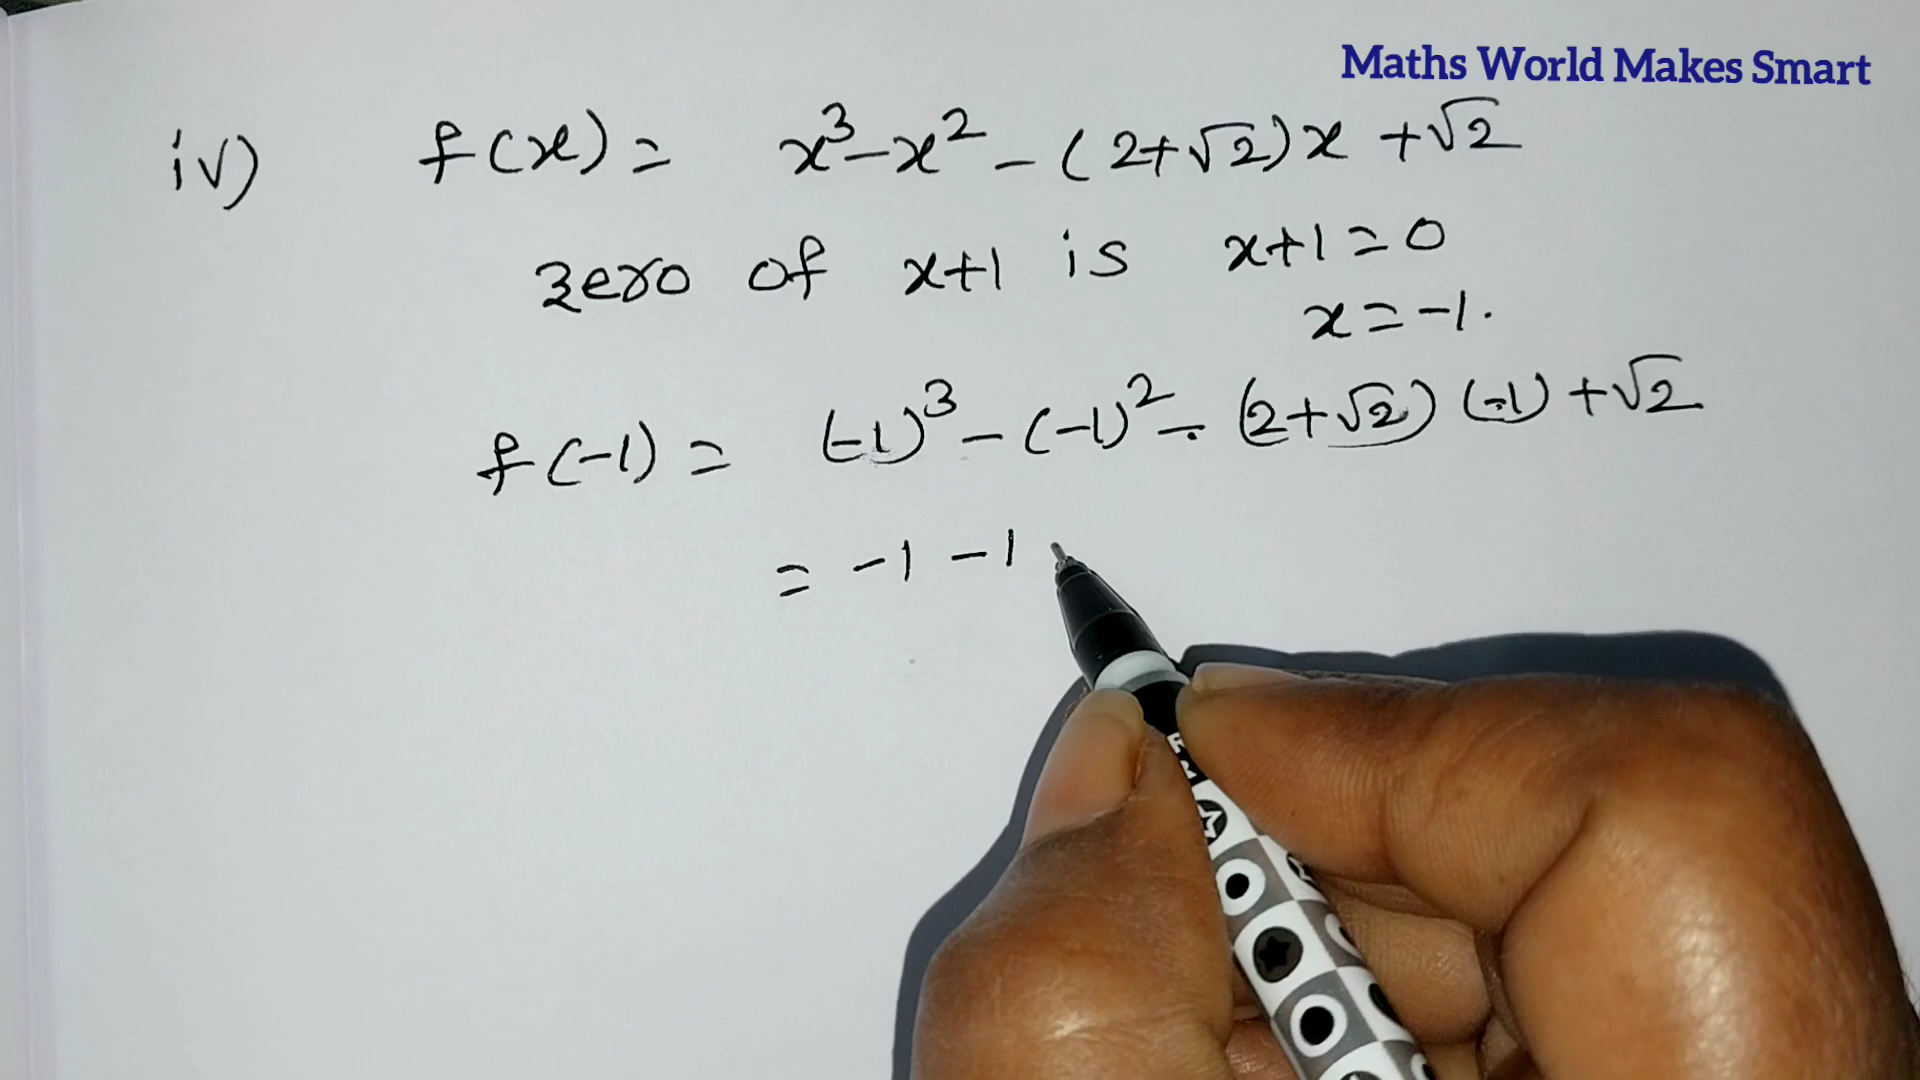 Maths World Makes Smart
iv) f(x) = x³-x² - (2+√2)x +√2
zero of x+1 is x+1=0
x=-1.
f(-1) = (-1)³ - (-1)² - (2+√2) (-1) +√2
= -1 -1